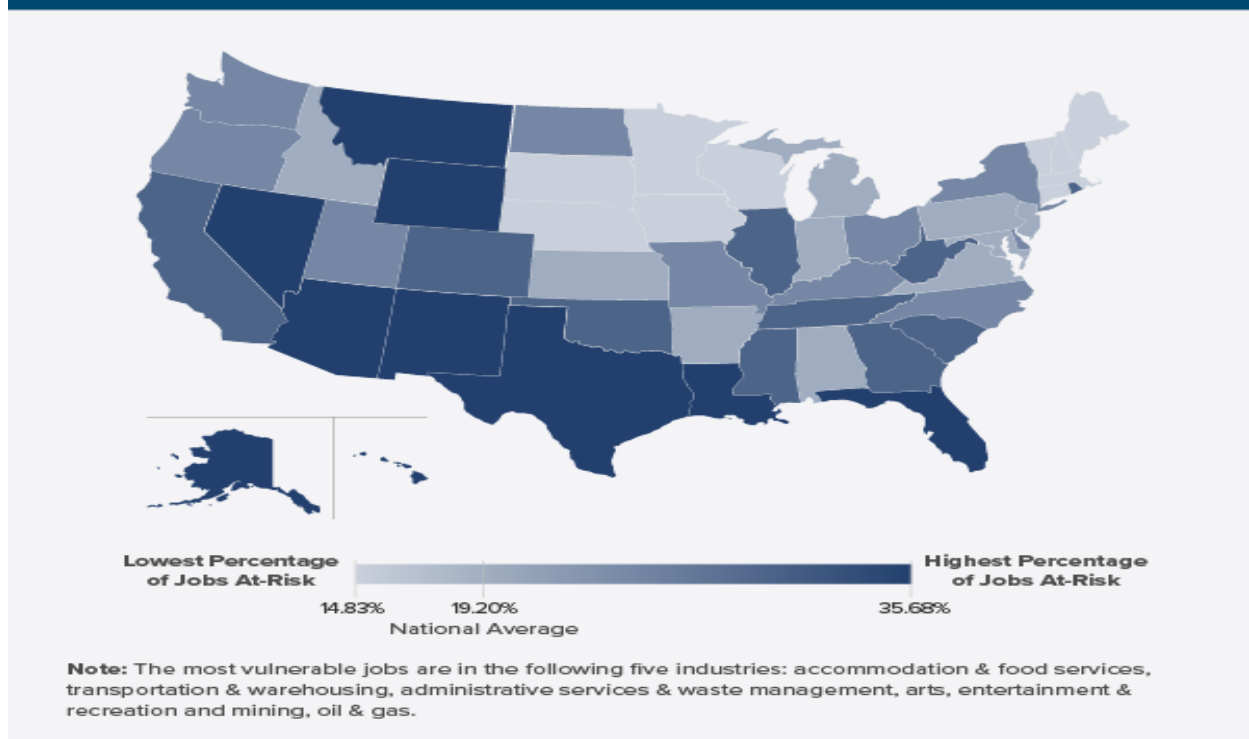 Lowest Percentage
of Jobs At-Risk
Highest Percentage
of Jobs At-Risk
14.83%
19.20%
35.68%
National Average
Note: The most vulnerable jobs are in the following five industries: accommodation & food services,
transportation & warehousing, administrative services & waste management, arts, entertainment &
recreation and mining, oil & gas.